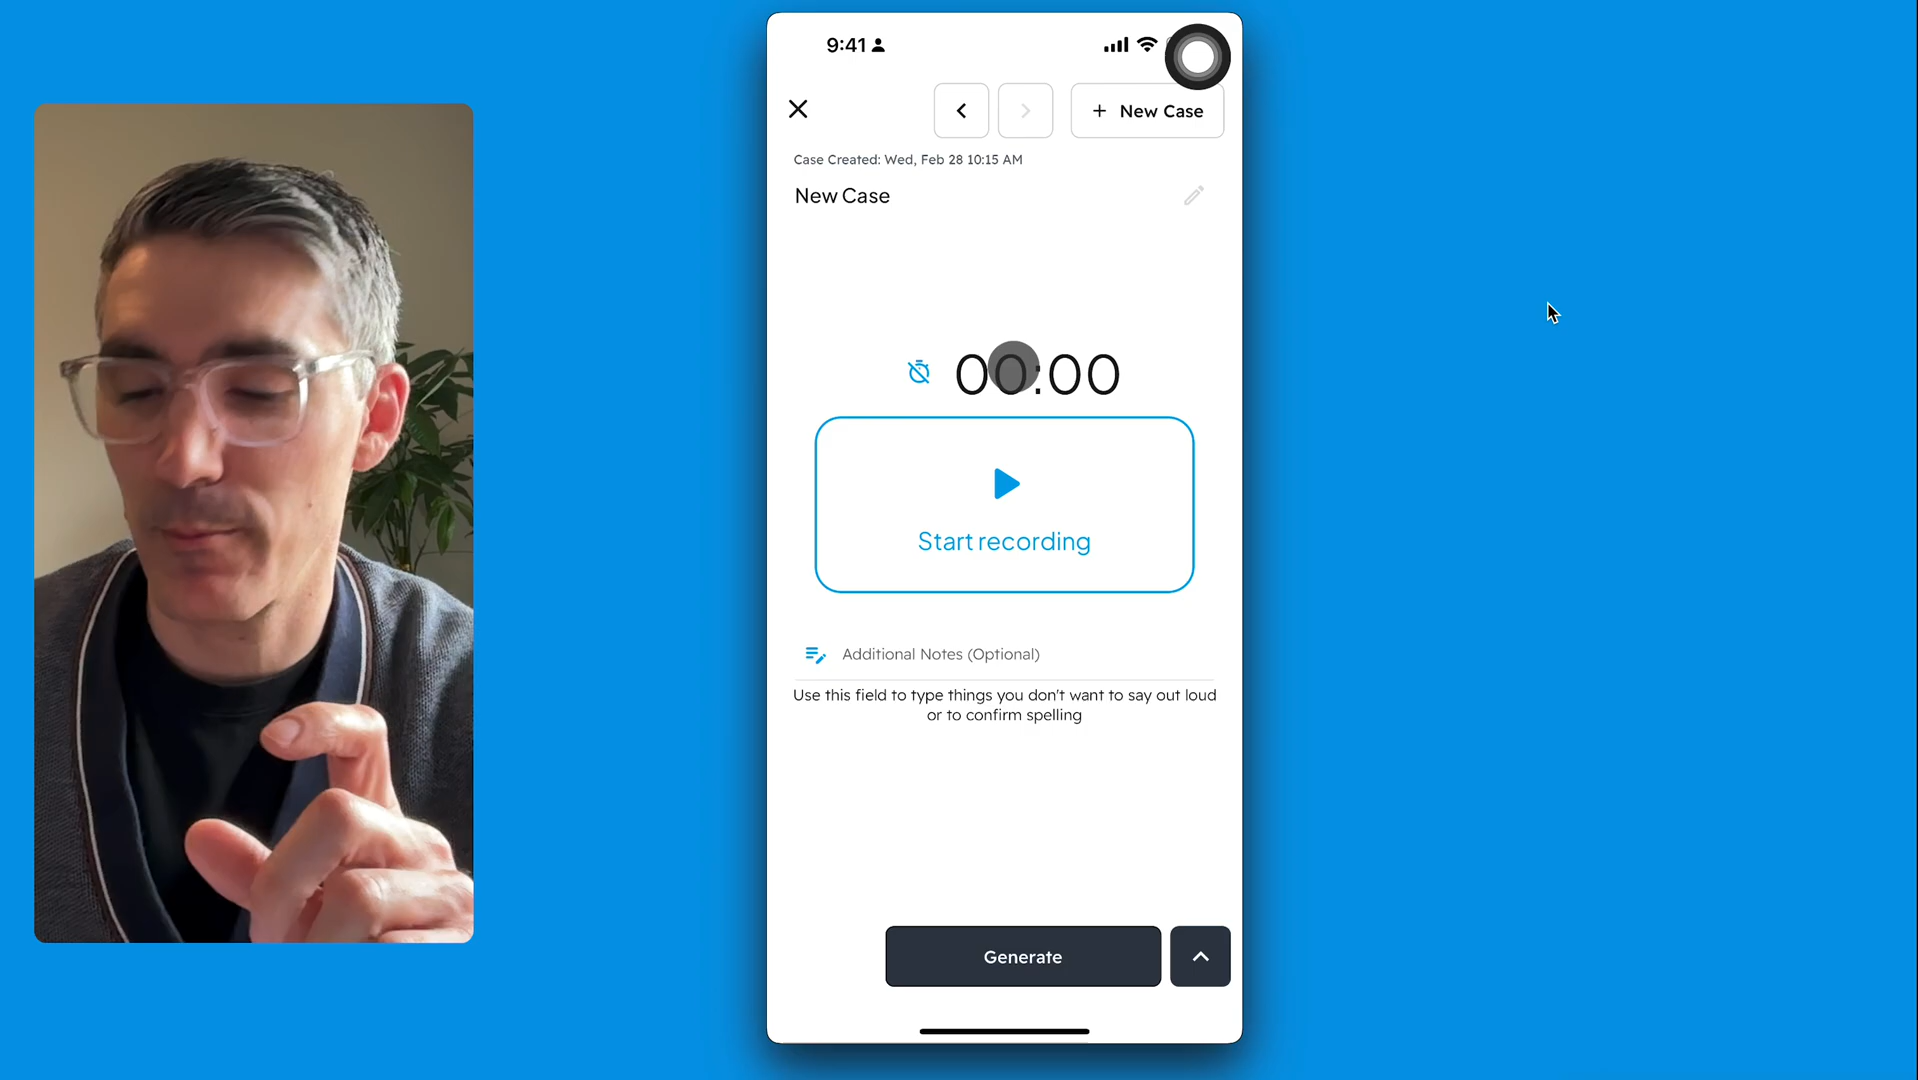 9:41
New Case
Case Created: Wed, Feb 28 10:15 AM
New Case
00:00
Start recording
Additional Notes (Optional)
Use this field to type things you don't want to say out loud
or to confirm spelling
Generate